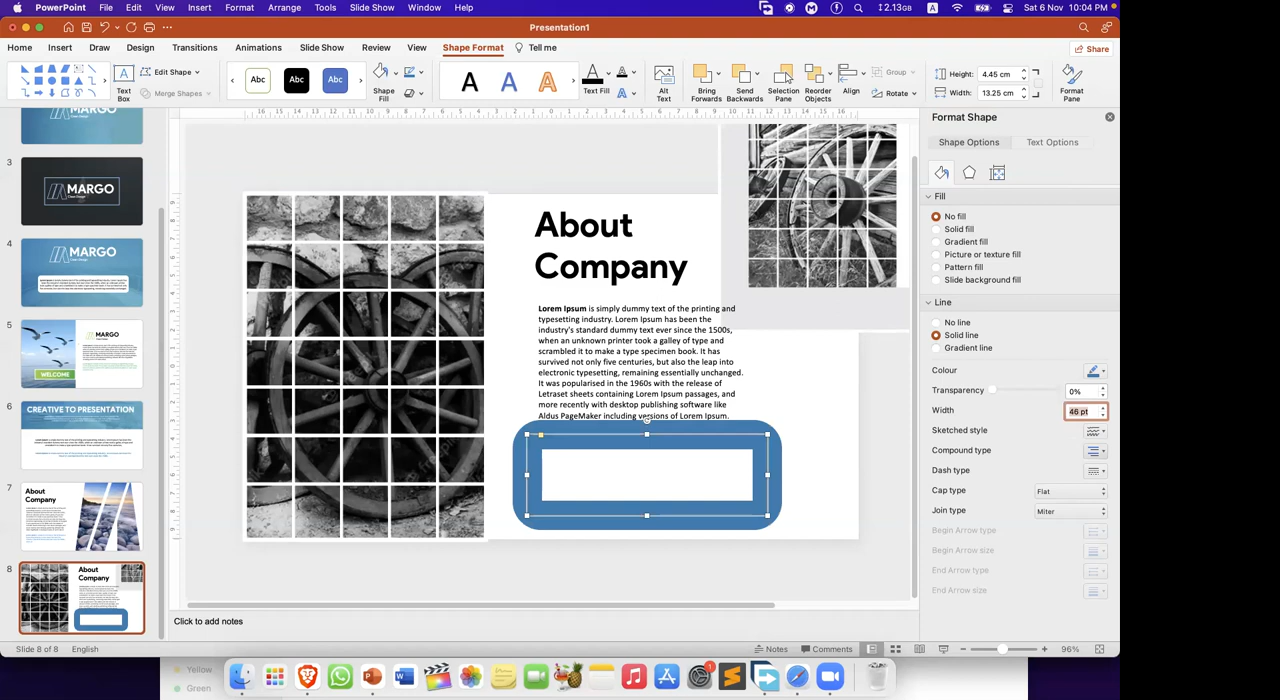 PowerPoint File Edit View Insert Format Arrange Tools Slide Show Window Help
2.13GB A Sat 6 Nov 10:04 PM
Presentation1
Home Insert Draw Design Transitions Animations Slide Show Review View Shape Format Tell me Share
Text Box
Edit Shape
Merge Shapes
Abc Abc Abc
Shape Fill
A A A
Text Fill
Alt Text
Bring Forwards
Send Backwards
Selection Pane
Reorder Objects
Align
Group
Rotate
Height: 4.45 cm
Width: 13.25 cm
Format Pane
MARGO
3
MARGO
4
MARGO
5
MARGO
WELCOME
6
CREATIVE TO PRESENTATION
7
About
Company
8
About
Company
About
Company
Lorem Ipsum is simply dummy text of the printing and
typesetting industry. Lorem Ipsum has been the
industry's standard dummy text ever since the 1500s,
when an unknown printer took a galley of type and
scrambled it to make a type specimen book. It has
survived not only five centuries, but also the leap into
electronic typesetting, remaining essentially unchanged.
It was popularised in the 1960s with the release of
Letraset sheets containing Lorem Ipsum passages, and
more recently with desktop publishing software like
Aldus PageMaker including versions of Lorem Ipsum.
Format Shape
Shape Options Text Options
Fill
No fill
Solid fill
Gradient fill
Picture or texture fill
Pattern fill
Slide background fill
Line
No line
Solid line
Gradient line
Colour
Transparency 0%
Width 46 pt
Sketched style
Compound type
Dash type
Cap type Flat
Join type Miter
Begin Arrow type
Begin Arrow size
End Arrow type
End Arrow size
Click to add notes
Slide 8 of 8 English Notes Comments 96%
Yellow
Green